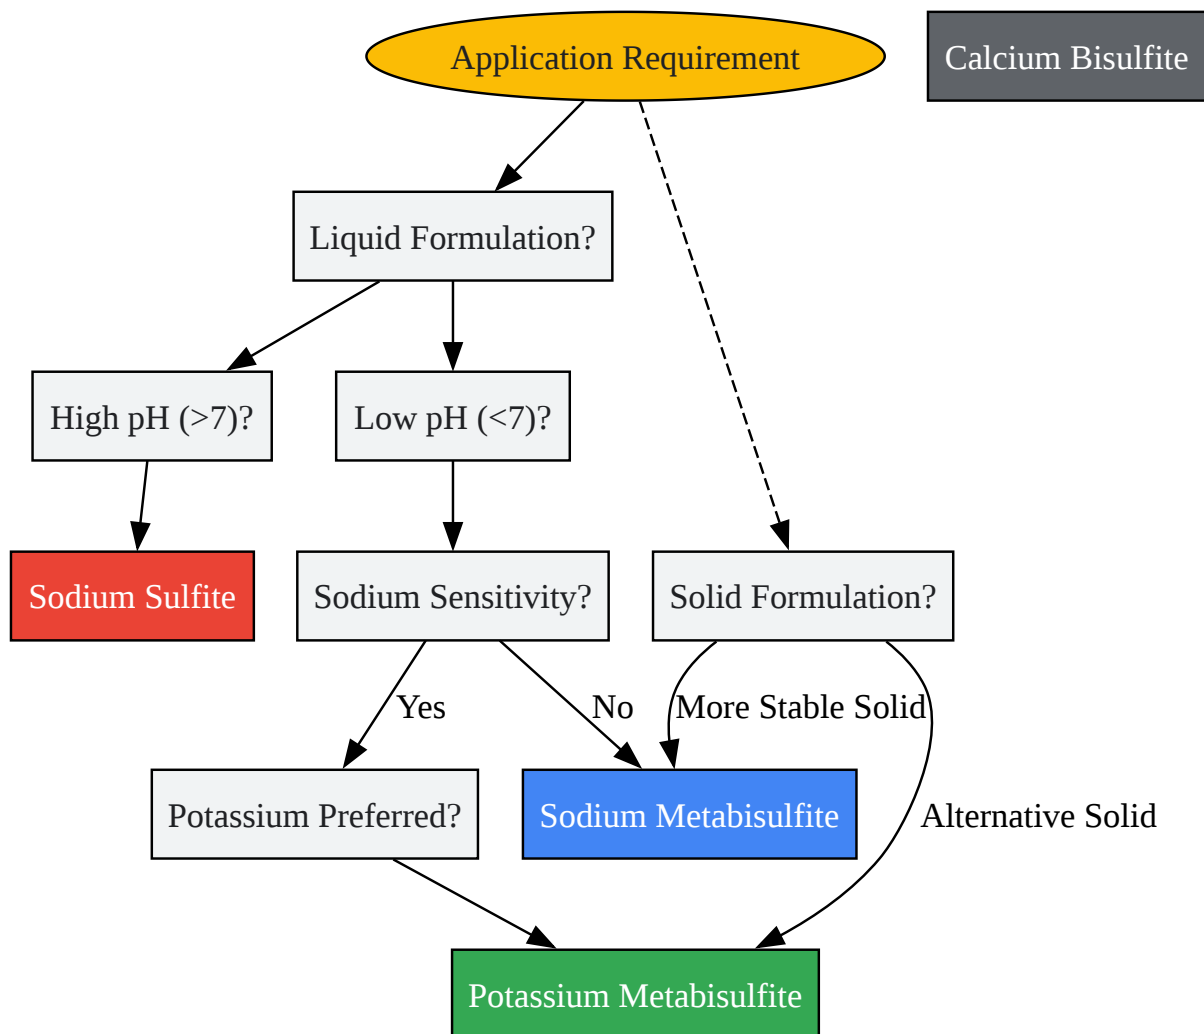 Application Requirement
Calcium Bisulfite
Liquid Formulation?
High pH (>7)?
Low pH (<7)?
Sodium Sulfite
Sodium Sensitivity?
Solid Formulation?
Yes
No
More Stable Solid
Potassium Preferred?
Sodium Metabisulfite
Alternative Solid
Potassium Metabisulfite